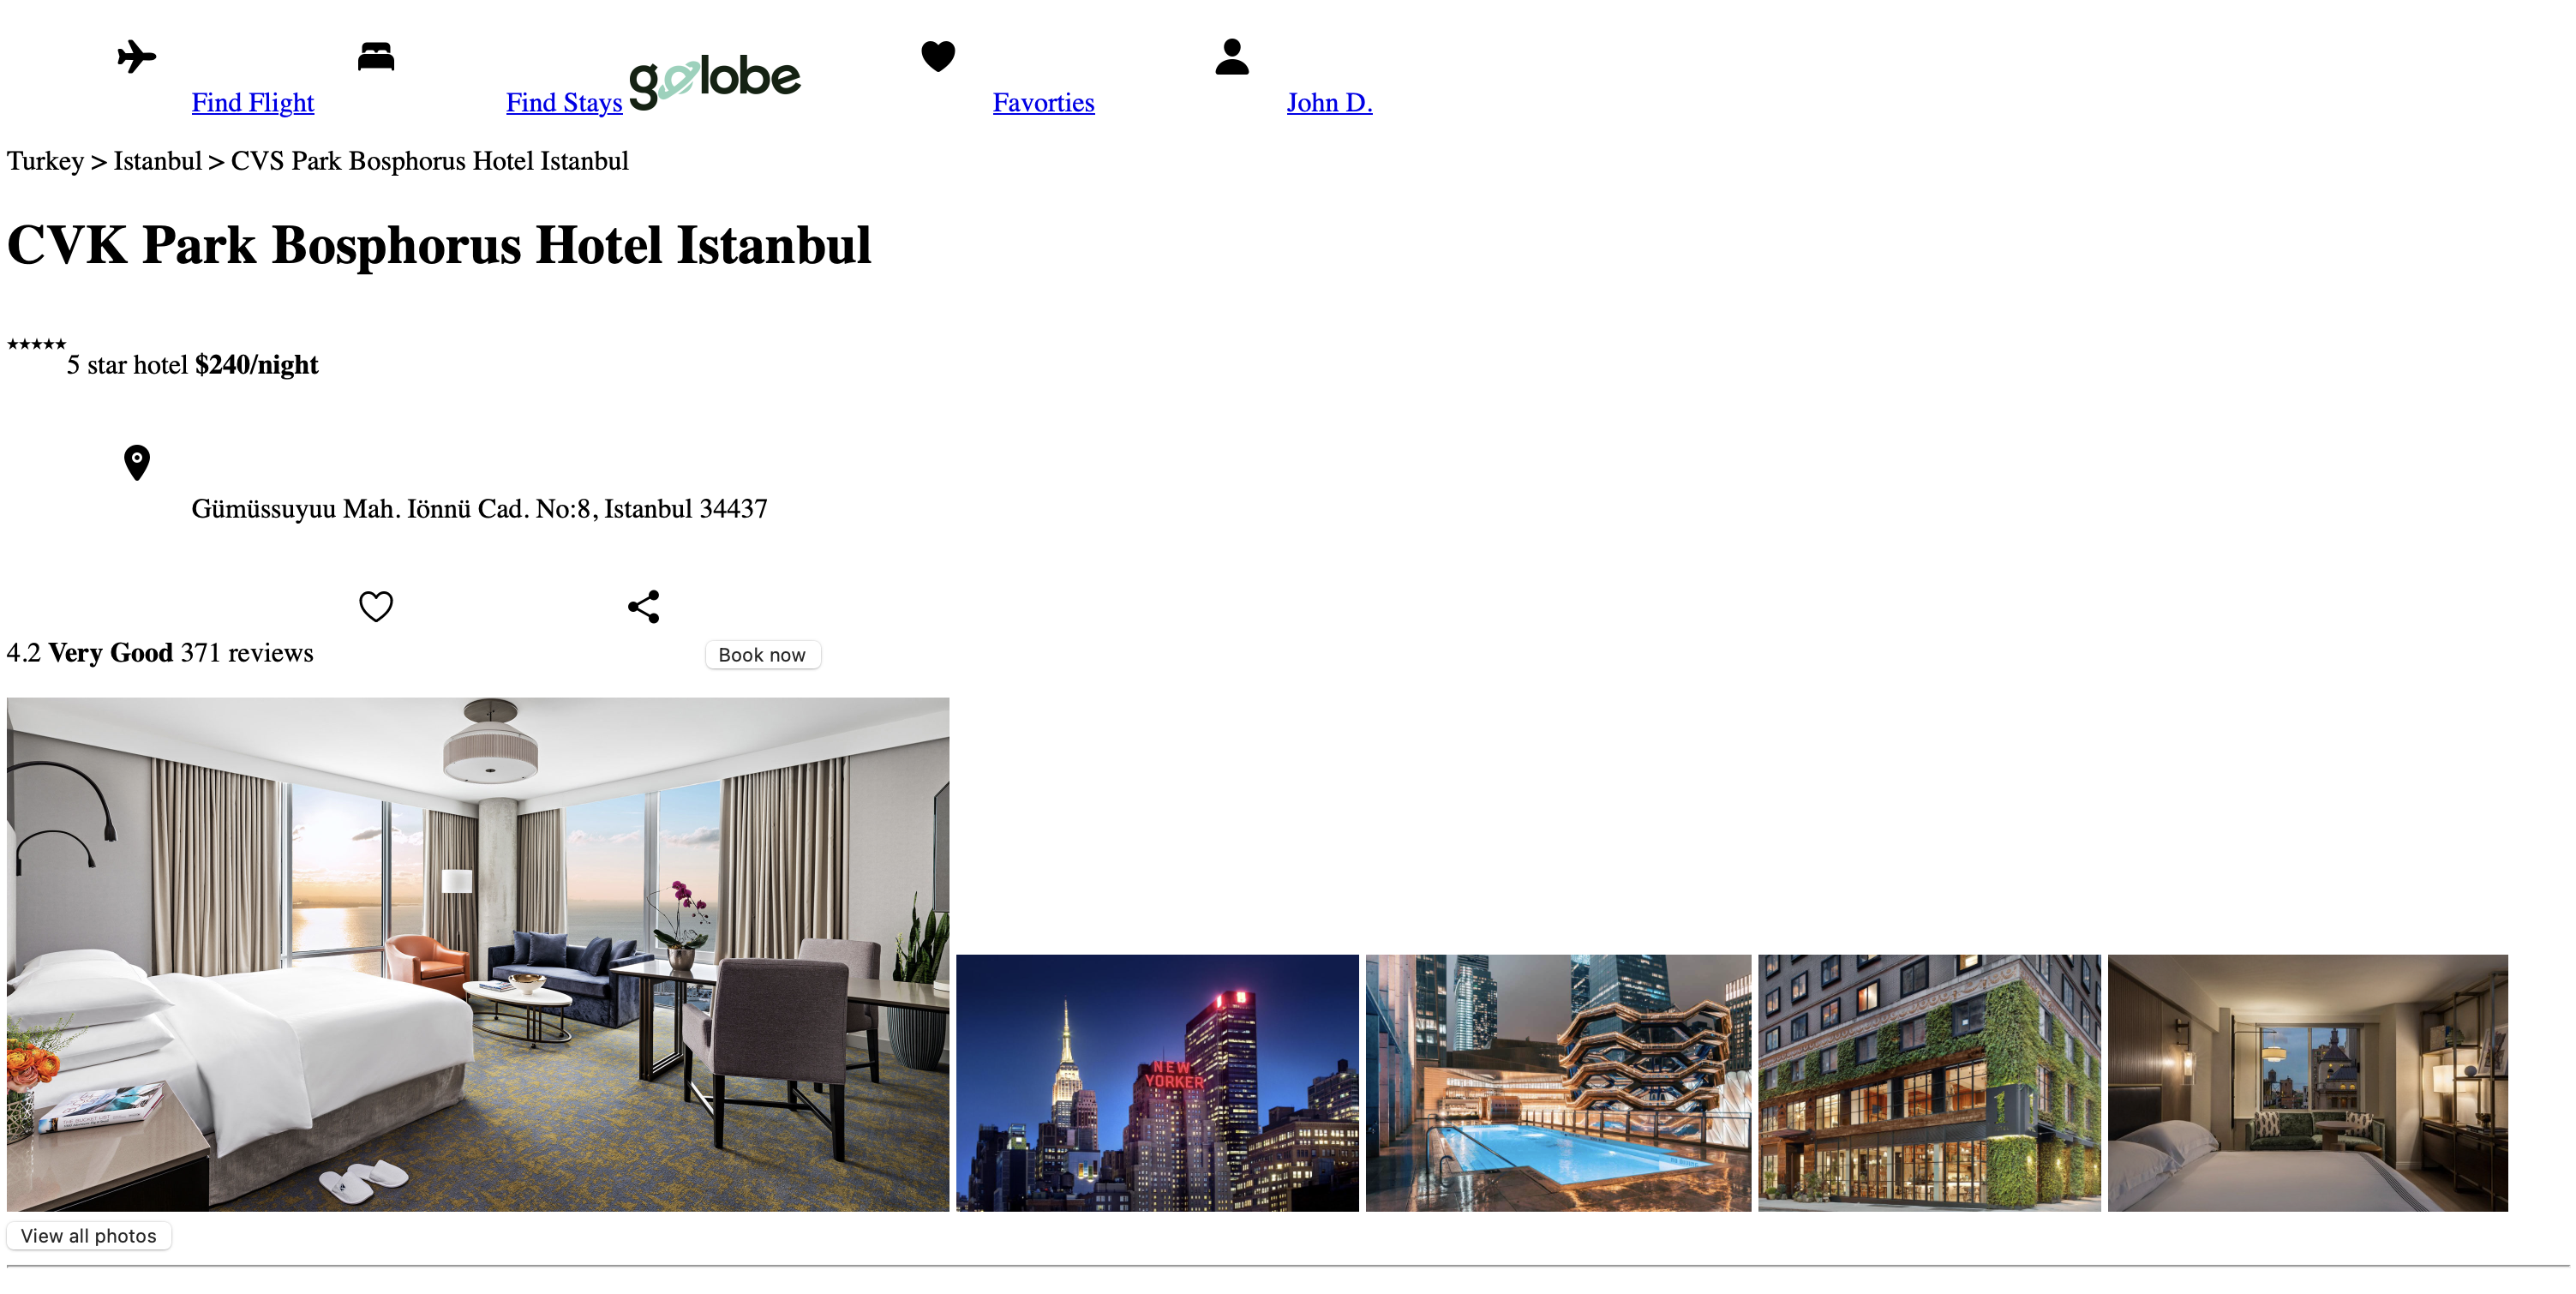 Find Flight Find Stays golobe Favorties John D.
Turkey > Istanbul > CVS Park Bosphorus Hotel Istanbul
CVK Park Bosphorus Hotel Istanbul
★★★★★5 star hotel $240/night
Gümüssuyuu Mah. Iönnü Cad. No:8, Istanbul 34437
4.2 Very Good 371 reviews Book now
NEW
YORKER
View all photos